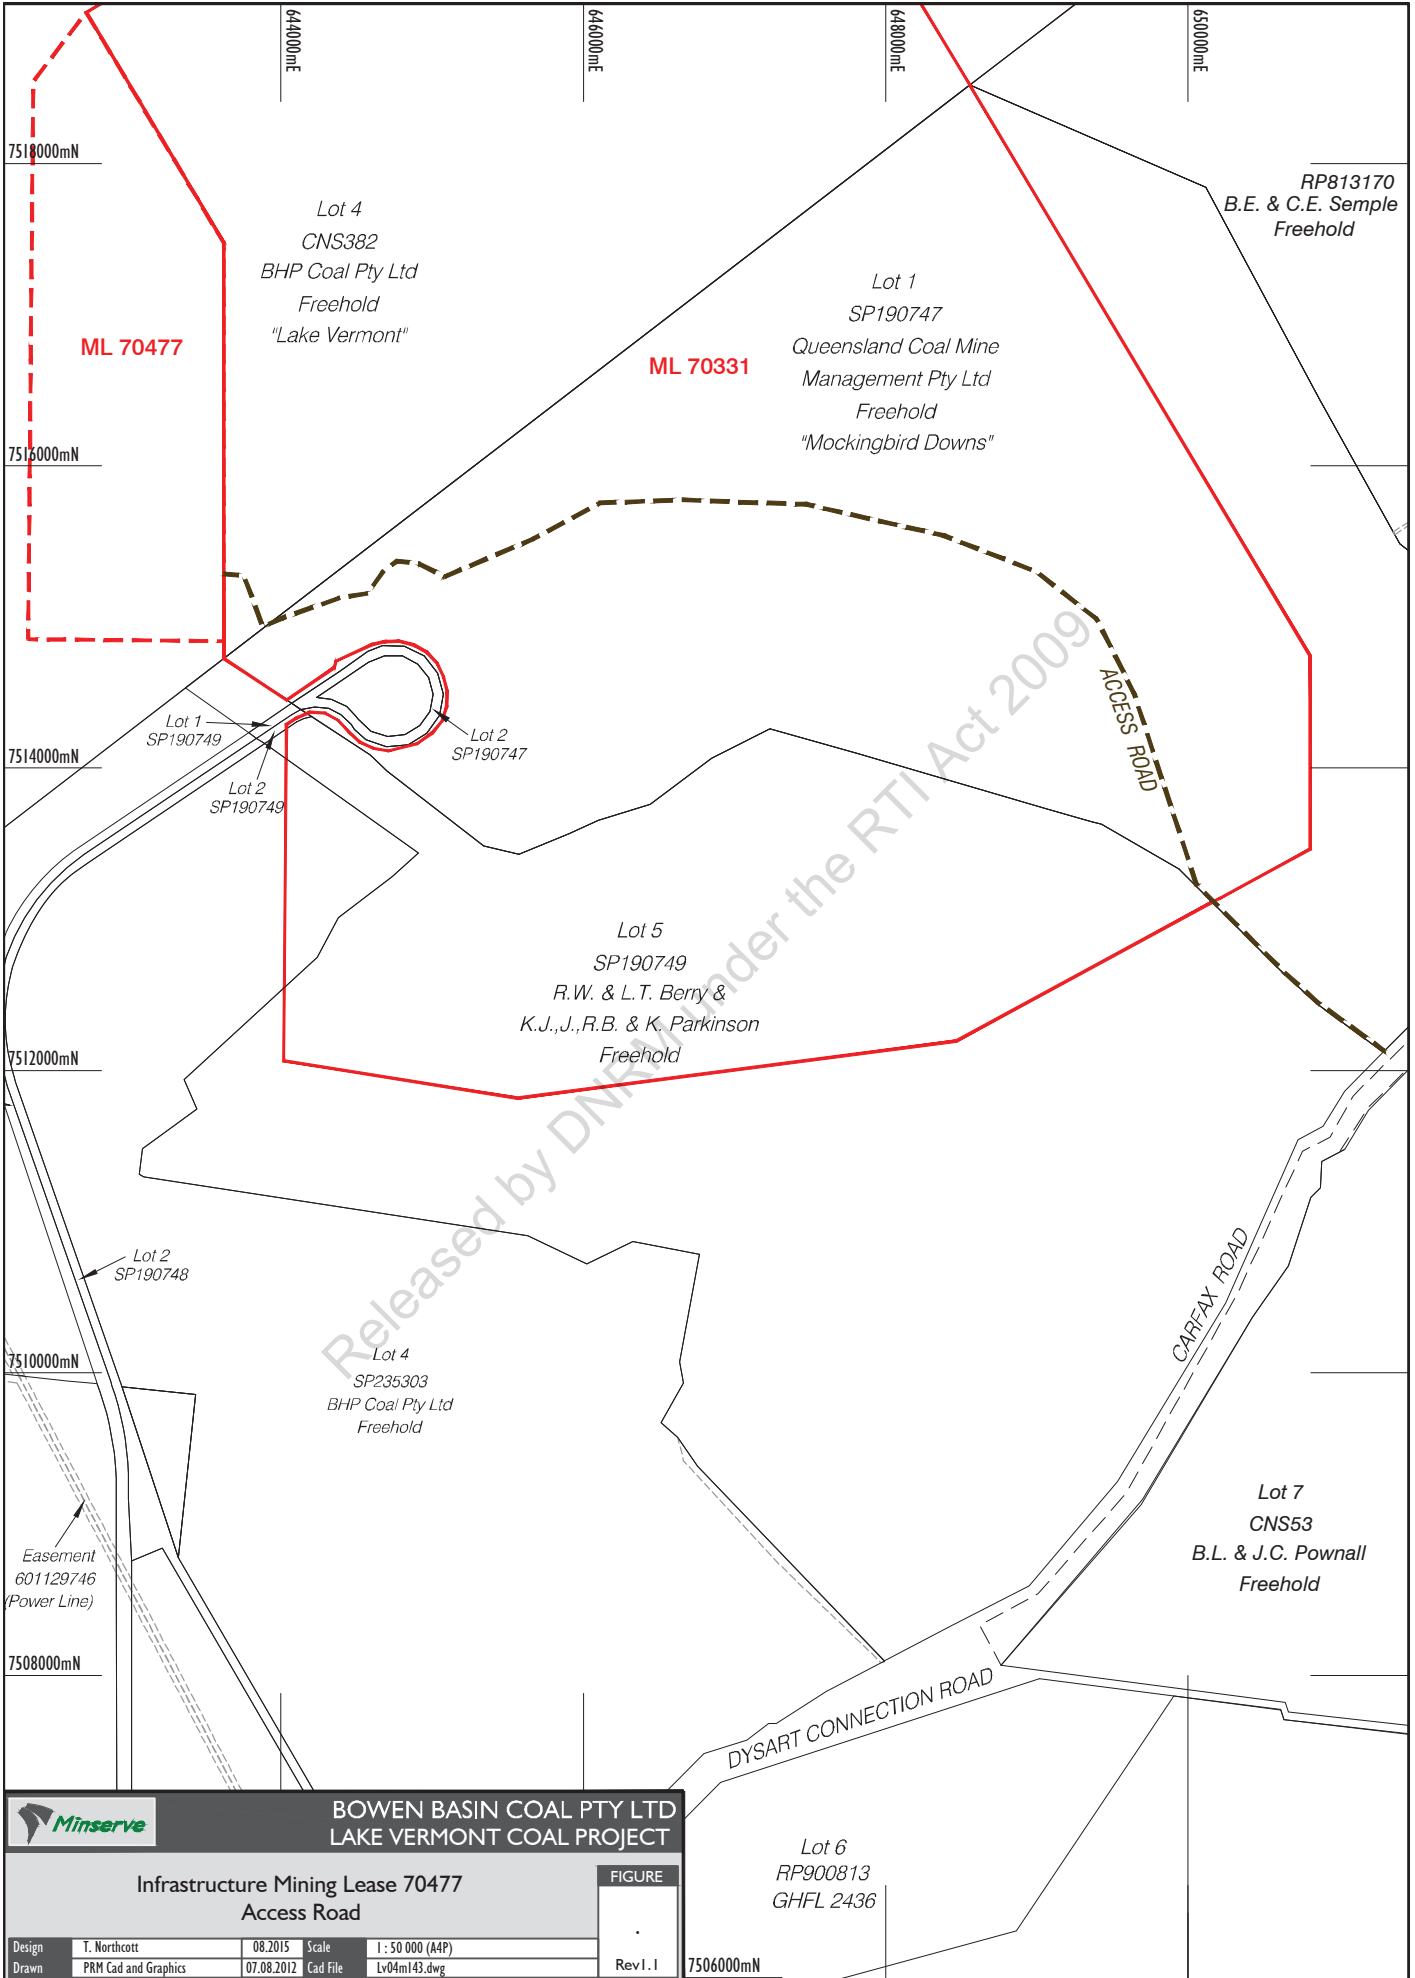 644000mE
646000mE
648000mE
650000mE
7518000mN
RP813170
B.E. & C.E. Semple
Freehold
Lot 4
CNS382
BHP Coal Pty Ltd
Freehold
"Lake Vermont"
Lot 1
SP190747
Queensland Coal Mine
Management Pty Ltd
Freehold
"Mockingbird Downs"
ML 70477
ML 70331
7516000mN
ACCESS ROAD
Lot 1
SP190749
Lot 2
SP190747
7514000mN
Lot 2
SP190749
Lot 5
SP190749
R.W. & L.T. Berry &
K.J.,J.,R.B. & K. Parkinson
Freehold
7512000mN
Released by DNRM under the RTI Act 2009
Lot 2
SP190748
CARFAX ROAD
7510000mN
Lot 4
SP235303
BHP Coal Pty Ltd
Freehold
Lot 7
CNS53
B.L. & J.C. Pownall
Freehold
Easement
601129746
(Power Line)
7508000mN
DYSART CONNECTION ROAD
Lot 6
RP900813
GHFL 2436
7506000mN
Minserve
BOWEN BASIN COAL PTY LTD
LAKE VERMONT COAL PROJECT
Infrastructure Mining Lease 70477
Access Road
FIGURE
.
Rev1.1
Design T. Northcott 08.2015 Scale 1 : 50 000 (A4P)
Drawn PRM Cad and Graphics 07.08.2012 Cad File Lv04m143.dwg